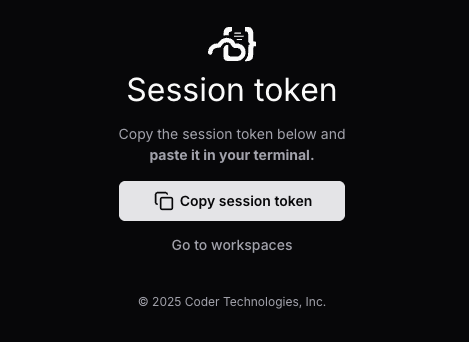 Session token
Copy the session token below and
paste it in your terminal.
Copy session token
Go to workspaces
© 2025 Coder Technologies, Inc.